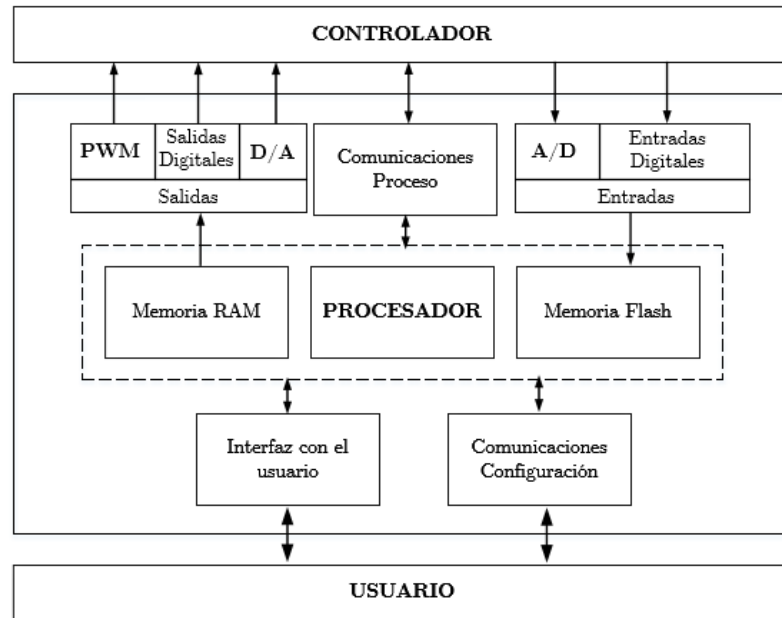 CONTROLADOR
PWM
Salidas
Digitales
D/A
Salidas
Comunicaciones
Proceso
A/D
Entradas
Digitales
Entradas
Memoria RAM
PROCESADOR
Memoria Flash
Interfaz con el
usuario
Comunicaciones
Configuración
USUARIO